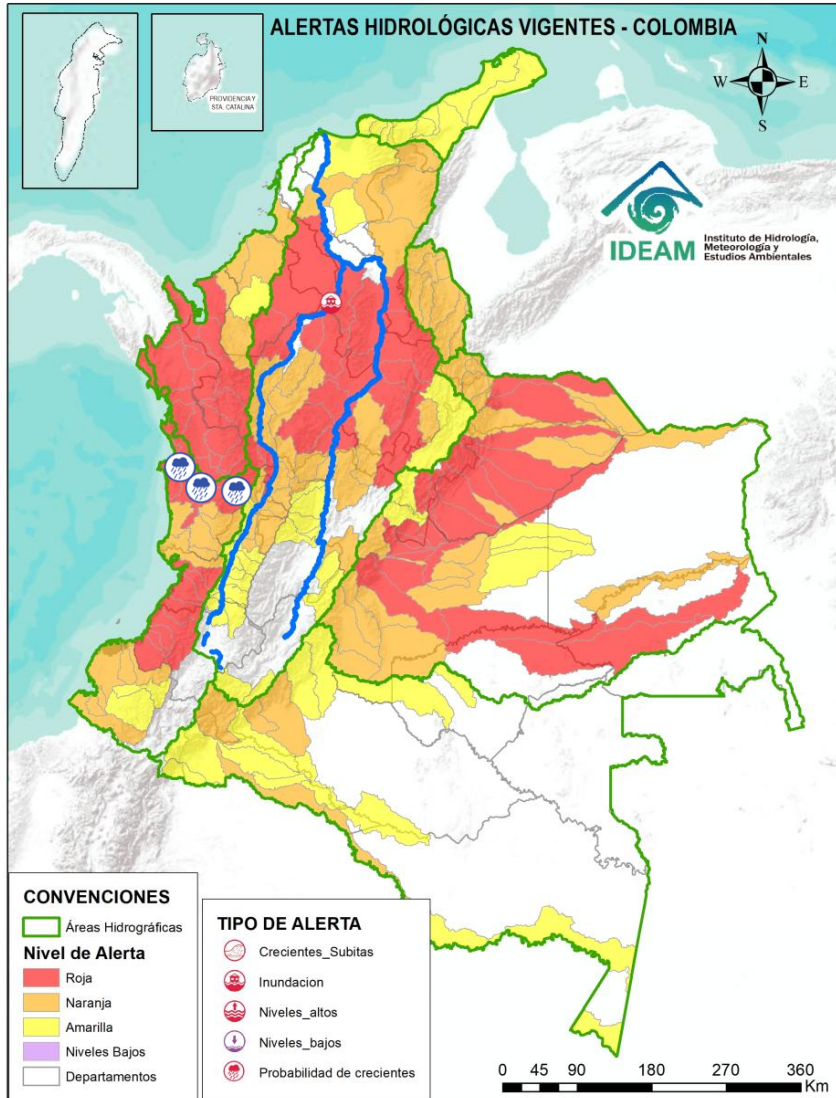 ALERTAS HIDROLÓGICAS VIGENTES - COLOMBIA
PROVIDENCIA Y
STA. CATALINA
N
W
E
S
IDEAM
Instituto de Hidrología,
Meteorología y
Estudios Ambientales
CONVENCIONES
Áreas Hidrográficas
Nivel de Alerta
Roja
Naranja
Amarilla
Niveles Bajos
Departamentos
TIPO DE ALERTA
Crecientes_Subitas
Inundacion
Niveles_altos
Niveles_bajos
Probabilidad de crecientes
0 45 90 180 270 360
Km